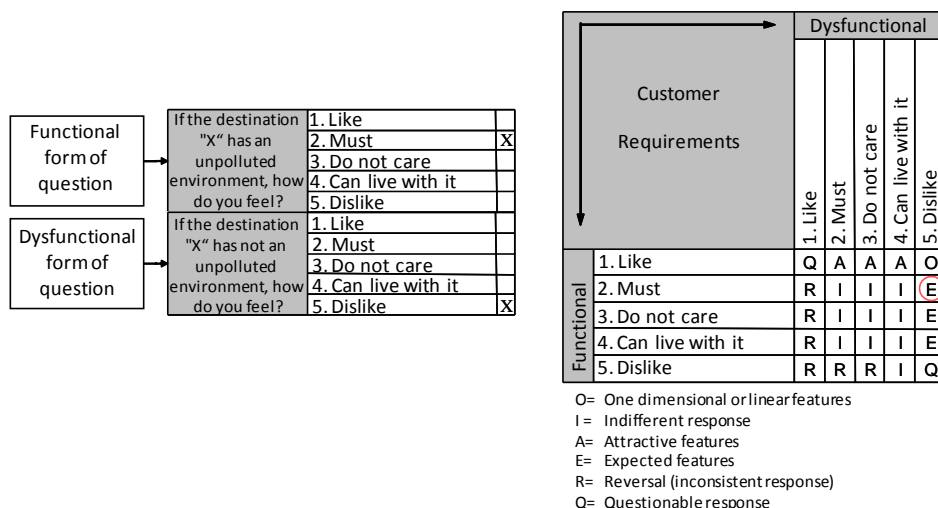 Functional
form of
question
If the destination
"X" has an
unpolluted
environment, how
do you feel?
1. Like
2. Must X
3. Do not care
4. Can live with it
5. Dislike
Dysfunctional
form of
question
If the destination
"X" has not an
unpolluted
environment, how
do you feel?
1. Like
2. Must
3. Do not care
4. Can live with it
5. Dislike X
Customer
Requirements
Dysfunctional
1. Like
2. Must
3. Do not care
4. Can live with it
5. Dislike
Functional
1. Like Q A A A O
2. Must R I I I E
3. Do not care R I I I E
4. Can live with it R I I I E
5. Dislike R R R I Q
O= One dimensional or linear features
I = Indifferent response
A= Attractive features
E= Expected features
R= Reversal (inconsistent response)
Q= Questionable response